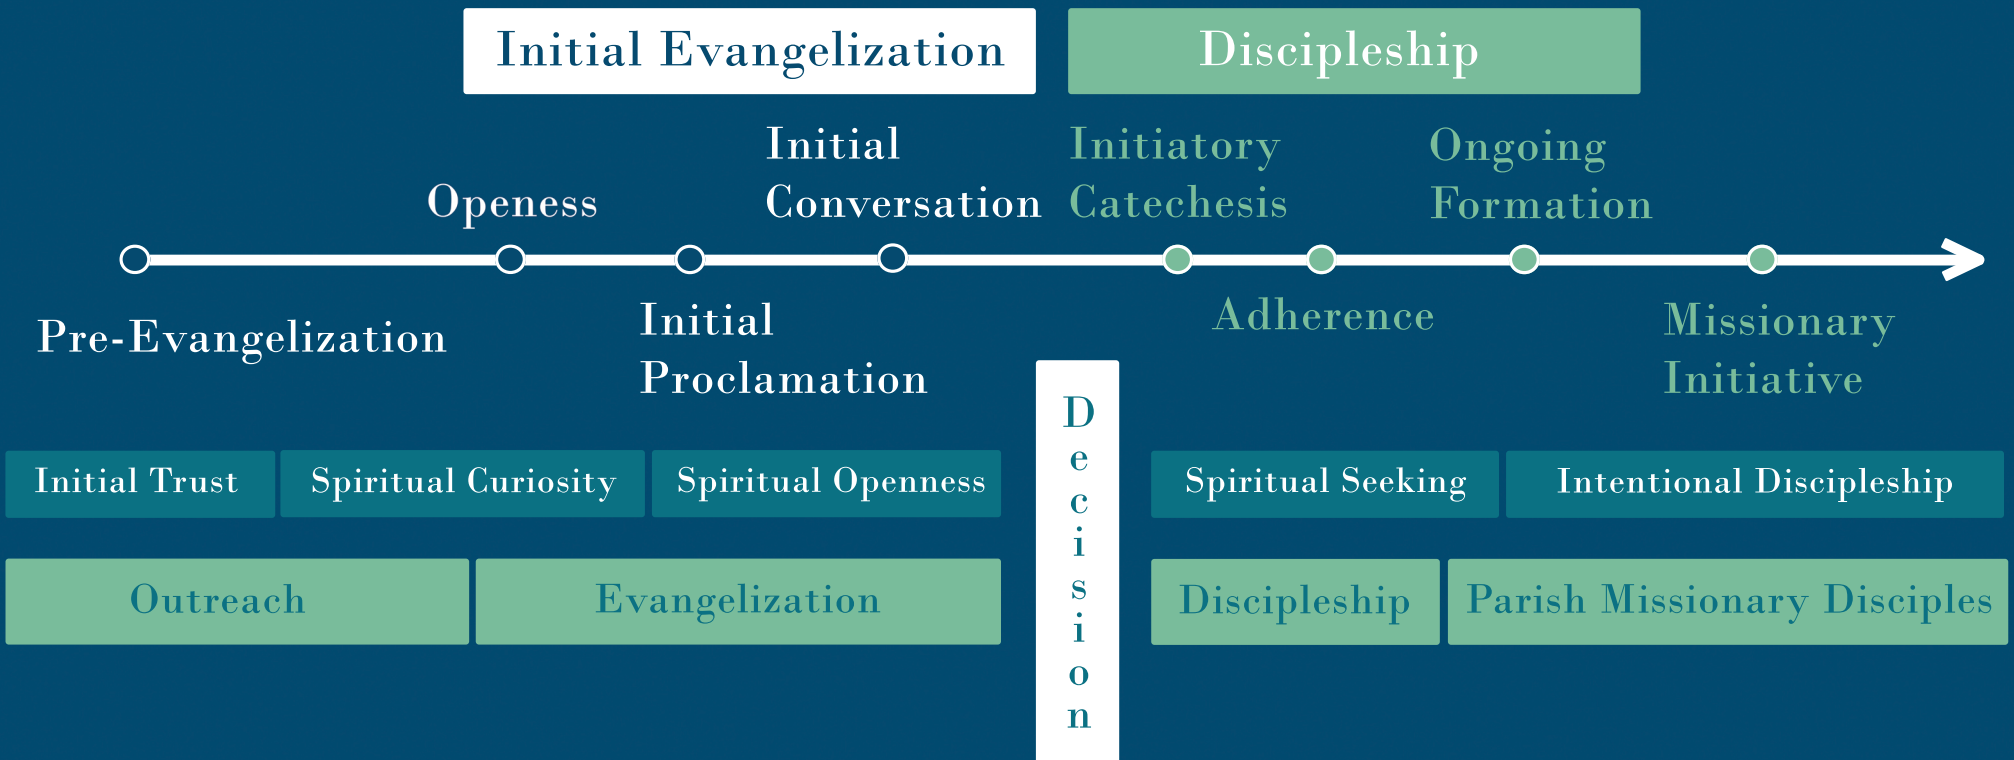 Initial Evangelization
Discipleship
Initial
Conversation
Initiatory
Catechesis
Ongoing
Formation
Openess
Pre-Evangelization
Initial
Proclamation
Adherence
Missionary
Initiative
Decision
Initial Trust
Spiritual Curiosity
Spiritual Openness
Spiritual Seeking
Intentional Discipleship
Outreach
Evangelization
Discipleship
Parish Missionary Disciples